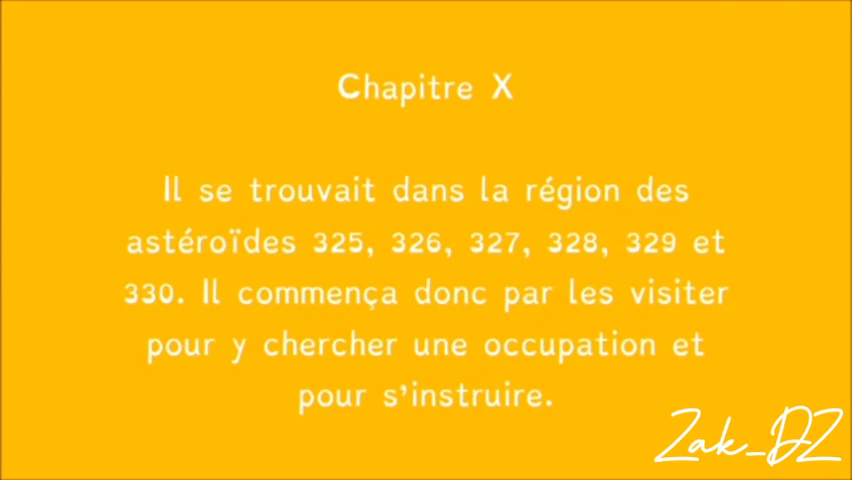 Chapitre X
Il se trouvait dans la région des
astéroïdes 325, 326, 327, 328, 329 et
330. Il commença donc par les visiter
pour y chercher une occupation et
pour s'instruire.
Zak_DZ